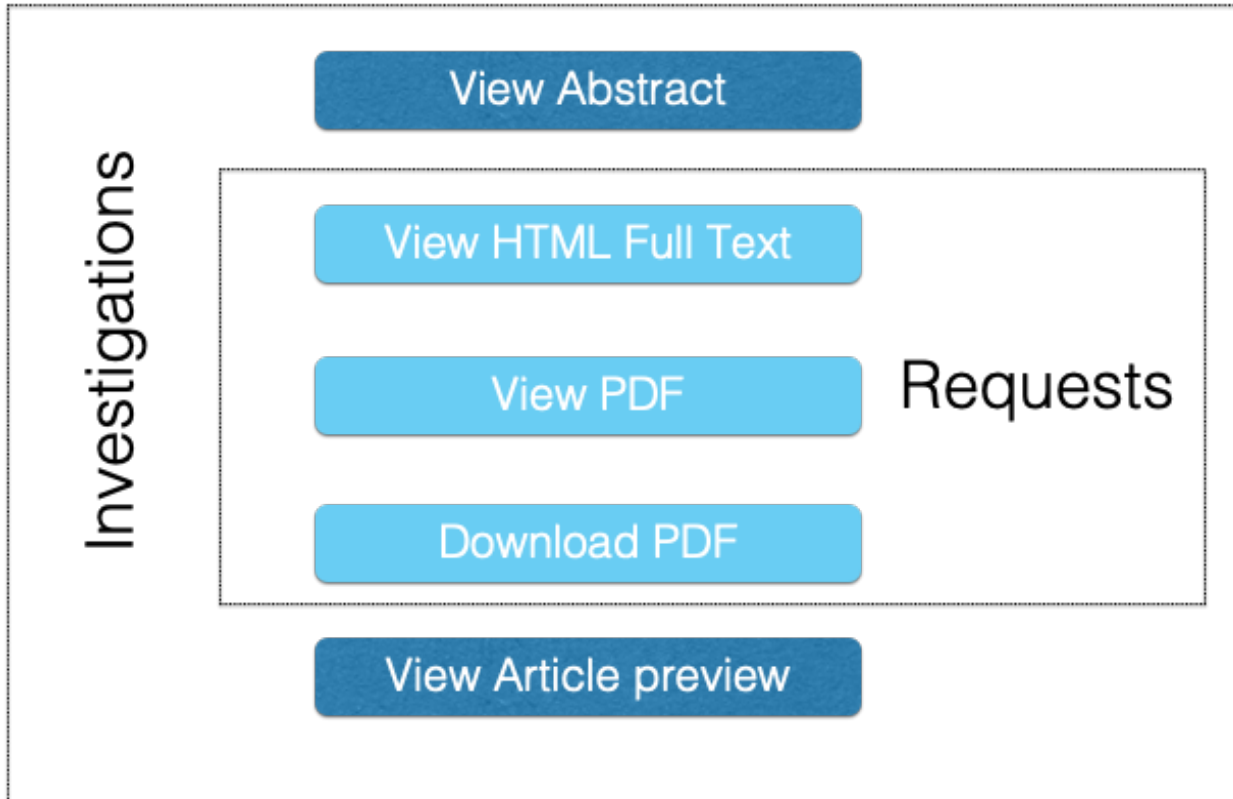 View Abstract
Investigations
View HTML Full Text
View PDF
Requests
Download PDF
View Article preview